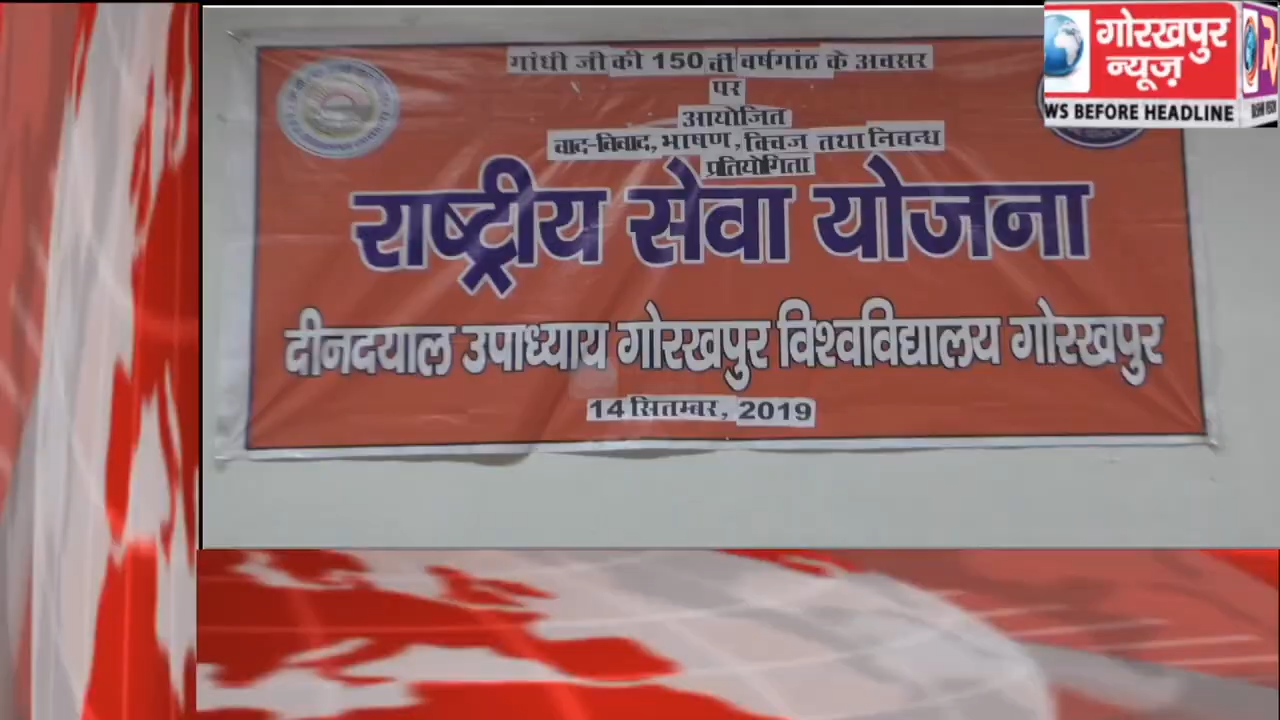 गांधी जी की 150 वीं वर्षगांठ के अवसर
पर
आयोजित
वाद-विवाद, भाषण, क्विज तथा निबन्ध
प्रतियोगिता
राष्ट्रीय सेवा योजना
दीनदयाल उपाध्याय गोरखपुर विश्वविद्यालय गोरखपुर
14 सितम्बर, 2019
गोरखपुर
न्यूज़
WS BEFORE HEADLINE